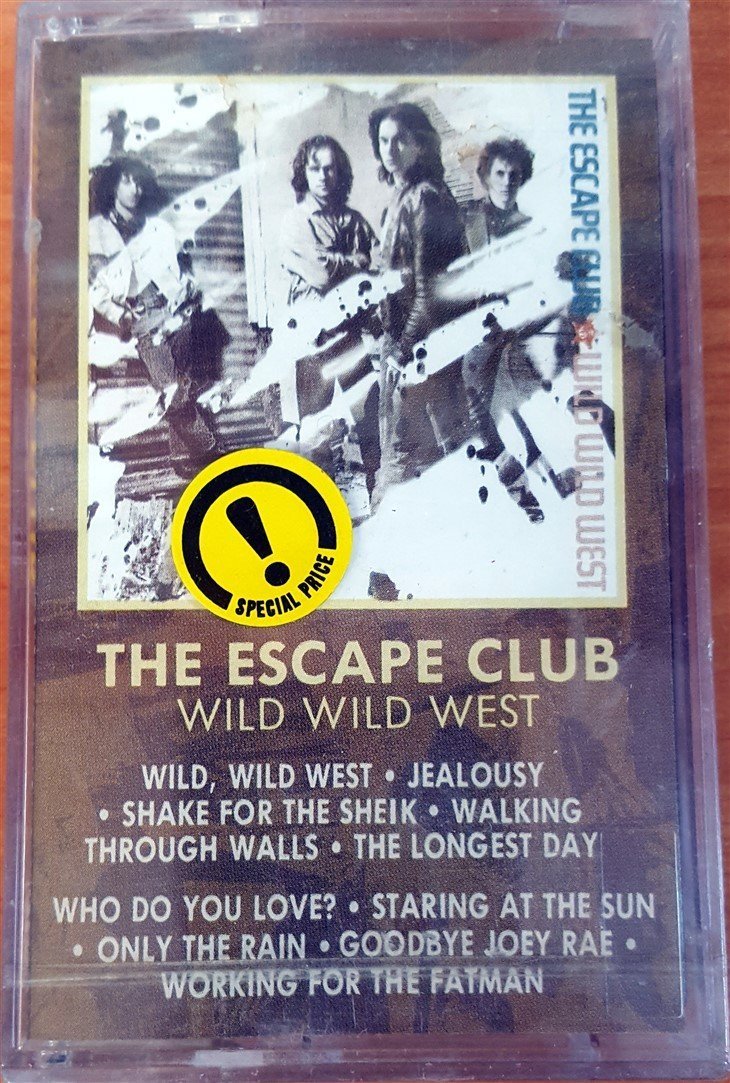 THE ESCAPE CLUB WILD WILD WEST
SPECIAL PRICE
THE ESCAPE CLUB
WILD WILD WEST
WILD, WILD WEST • JEALOUSY
• SHAKE FOR THE SHEIK • WALKING
THROUGH WALLS • THE LONGEST DAY
WHO DO YOU LOVE? • STARING AT THE SUN
• ONLY THE RAIN • GOODBYE JOEY RAE •
WORKING FOR THE FATMAN